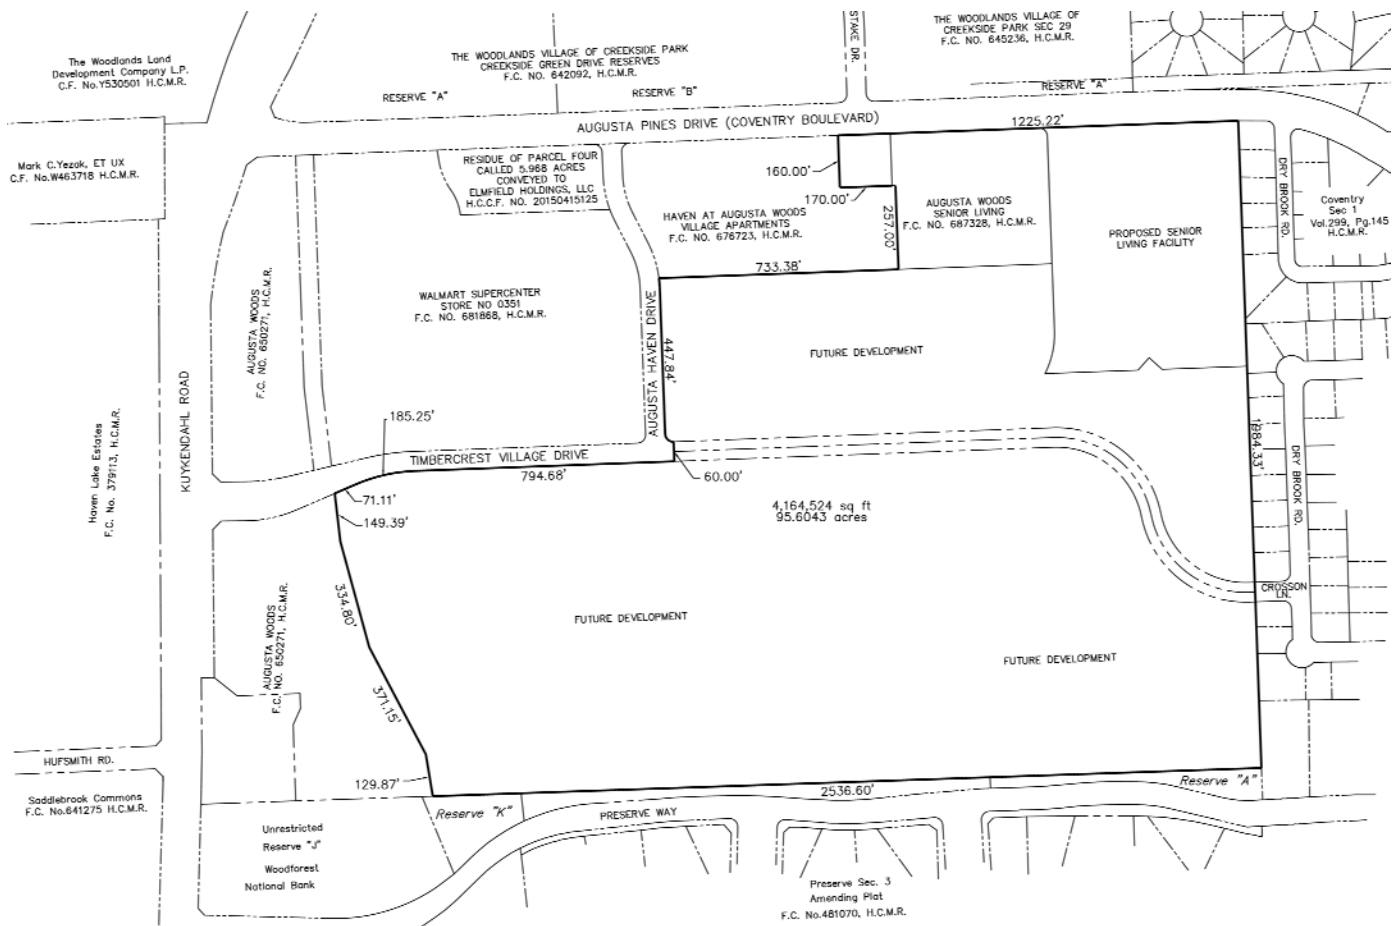 The Woodlands Land
Development Company L.P.
C.F. No.Y530501 H.C.M.R.
THE WOODLANDS VILLAGE OF CREEKSIDE PARK
CREEKSIDE GREEN DRIVE RESERVES
F.C. NO. 642092, H.C.M.R.
RESERVE "A"
RESERVE "B"
STAKE DR.
THE WOODLANDS VILLAGE OF
CREEKSIDE PARK SEC 29
F.C. NO. 645236, H.C.M.R.
RESERVE "A"
AUGUSTA PINES DRIVE (COVENTRY BOULEVARD)
1225.22'
Mark C.Yezak, ET UX
C.F. No.W463718 H.C.M.R.
RESIDUE OF PARCEL FOUR
CALLED 5.968 ACRES
CONVEYED TO
ELMFIELD HOLDINGS, LLC
H.C.C.F. NO. 20150415125
160.00'
170.00'
257.00'
HAVEN AT AUGUSTA WOODS
VILLAGE APARTMENTS
F.C. NO. 676723, H.C.M.R.
AUGUSTA WOODS
SENIOR LIVING
F.C. NO. 687328, H.C.M.R.
PROPOSED SENIOR
LIVING FACILITY
DRY BROOK RD.
Coventry
Sec 1
Vol.299, Pg.145
H.C.M.R.
733.38'
WALMART SUPERCENTER
STORE NO 0351
F.C. NO. 681868, H.C.M.R.
AUGUSTA WOODS
F.C. NO. 650271, H.C.M.R.
AUGUSTA HAVEN DRIVE
447.84'
FUTURE DEVELOPMENT
KUYKENDAHL ROAD
Haven Lake Estates
F.C. No. 379113, H.C.M.R.
185.25'
TIMBERCREST VILLAGE DRIVE
794.68'
60.00'
71.11'
149.39'
4,164,524 sq ft
95.6043 acres
1984.33'
DRY BROOK RD.
CROSSON
LN.
334.80'
FUTURE DEVELOPMENT
FUTURE DEVELOPMENT
AUGUSTA WOODS
F.C. NO. 650271, H.C.M.R.
371.15'
HUFSMITH RD.
129.87'
2536.60'
Reserve "A"
Saddlebrook Commons
F.C. No.641275 H.C.M.R.
Reserve "K"
PRESERVE WAY
Unrestricted
Reserve "J"
Woodforest
National Bank
Preserve Sec. 3
Amending Plat
F.C. No.481070, H.C.M.R.